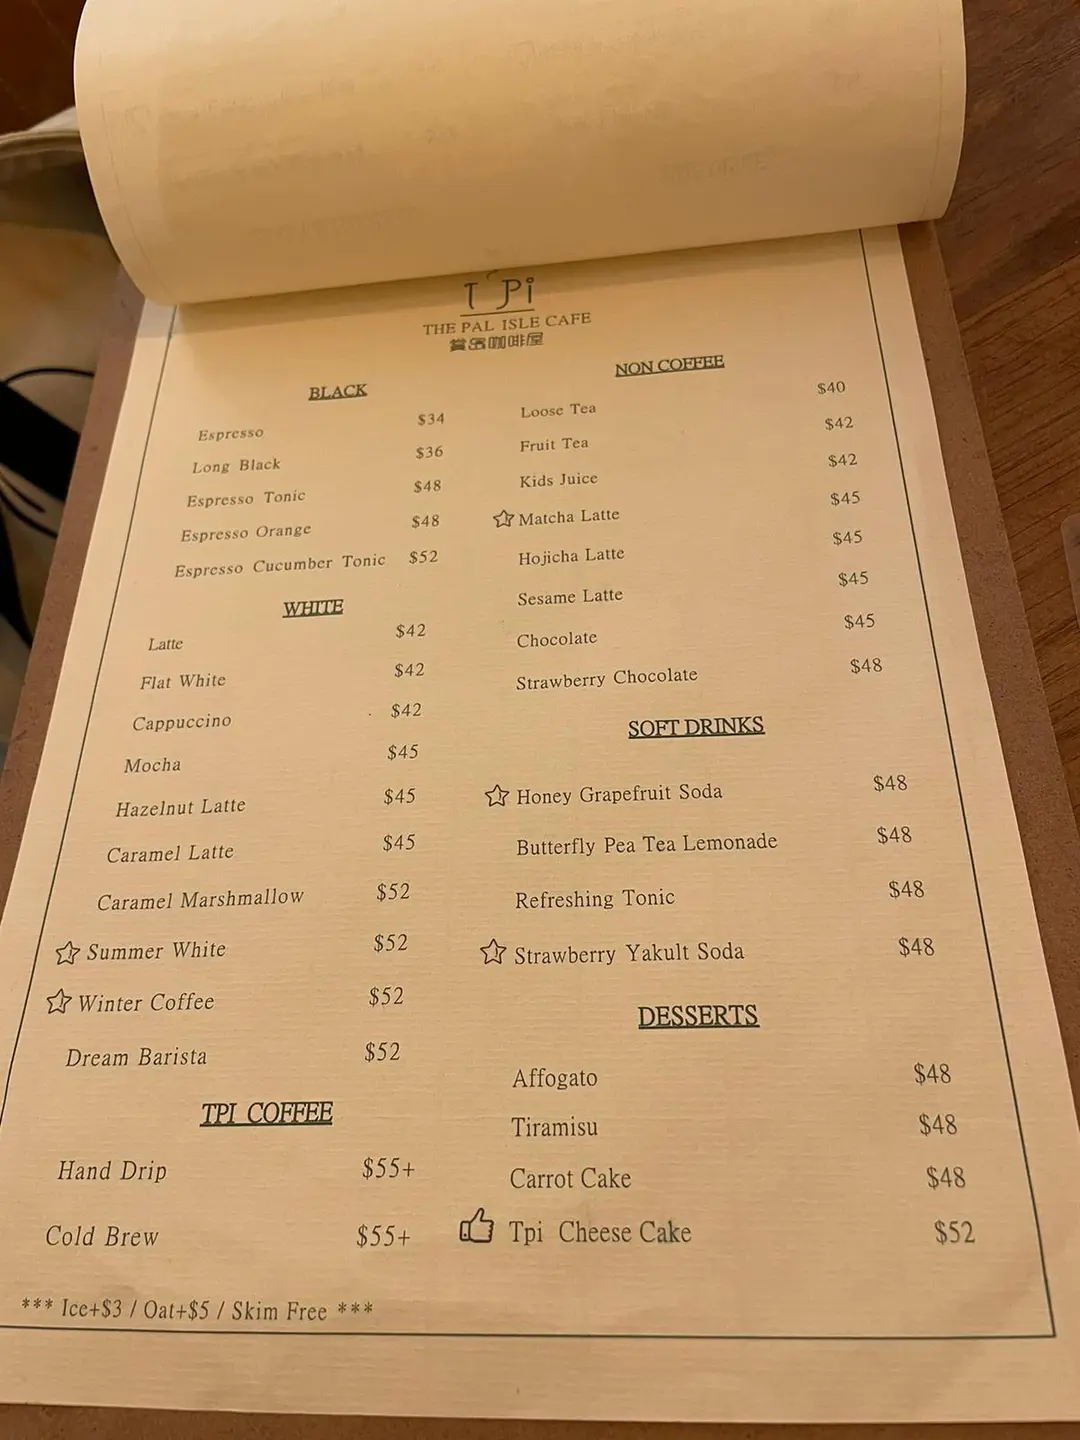 T Pi
THE PAL ISLE CAFE
賞呂咖啡屋
BLACK
Espresso $34
Long Black $36
Espresso Tonic $48
Espresso Orange $48
Espresso Cucumber Tonic $52
WHITE
Latte $42
Flat White $42
Cappuccino $42
Mocha $45
Hazelnut Latte $45
Caramel Latte $45
Caramel Marshmallow $52
Summer White $52
Winter Coffee $52
Dream Barista $52
TPI COFFEE
Hand Drip $55+
Cold Brew $55+
NON COFFEE
Loose Tea $40
Fruit Tea $42
Kids Juice $42
Matcha Latte $45
Hojicha Latte $45
Sesame Latte $45
Chocolate $45
Strawberry Chocolate $48
SOFT DRINKS
Honey Grapefruit Soda $48
Butterfly Pea Tea Lemonade $48
Refreshing Tonic $48
Strawberry Yakult Soda $48
DESSERTS
Affogato $48
Tiramisu $48
Carrot Cake $48
Tpi Cheese Cake $52
*** Ice+$3 / Oat+$5 / Skim Free ***